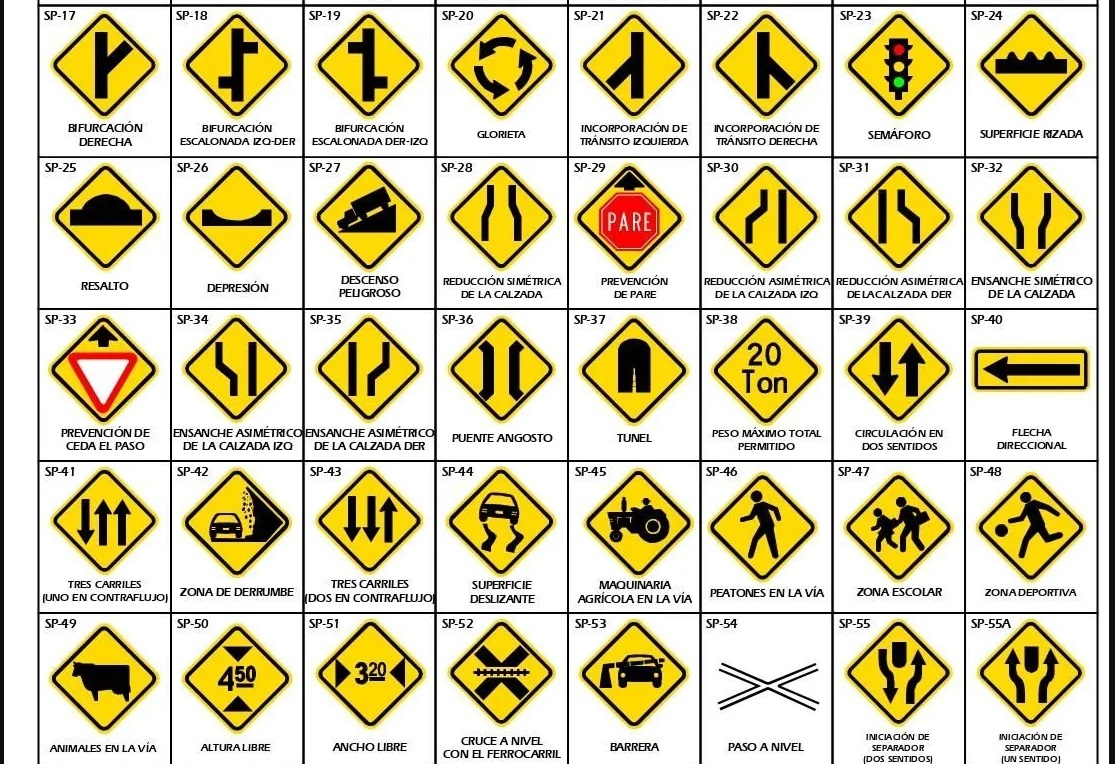 SP-17 SP-18 SP-19 SP-20 SP-21 SP-22 SP-23 SP-24
BIFURCACIÓN
DERECHA
BIFURCACIÓN
ESCALONADA IZQ-DER
BIFURCACIÓN
ESCALONADA DER-IZQ
GLORIETA
INCORPORACIÓN DE
TRÁNSITO IZQUIERDA
INCORPORACIÓN DE
TRÁNSITO DERECHA
SEMÁFORO
SUPERFICIE RIZADA
SP-25 SP-26 SP-27 SP-28 SP-29 SP-30 SP-31 SP-32
PARE
RESALTO
DEPRESIÓN
DESCENSO
PELIGROSO
REDUCCIÓN SIMÉTRICA
DE LA CALZADA
PREVENCIÓN
DE PARE
REDUCCIÓN ASIMÉTRICA
DE LA CALZADA IZQ
REDUCCIÓN ASIMÉTRICA
DE LA CALZADA DER
ENSANCHE SIMÉTRICO
DE LA CALZADA
SP-33 SP-34 SP-35 SP-36 SP-37 SP-38 SP-39 SP-40
20
Ton
PREVENCIÓN DE
CEDA EL PASO
ENSANCHE ASIMÉTRICO
DE LA CALZADA IZQ
ENSANCHE ASIMÉTRICO
DE LA CALZADA DER
PUENTE ANGOSTO
TUNEL
PESO MÁXIMO TOTAL
PERMITIDO
CIRCULACIÓN EN
DOS SENTIDOS
FLECHA
DIRECCIONAL
SP-41 SP-42 SP-43 SP-44 SP-45 SP-46 SP-47 SP-48
TRES CARRILES
(UNO EN CONTRAFLUJO)
ZONA DE DERRUMBE
TRES CARRILES
(DOS EN CONTRAFLUJO)
SUPERFICIE
DESLIZANTE
MAQUINARIA
AGRÍCOLA EN LA VÍA
PEATONES EN LA VÍA
ZONA ESCOLAR
ZONA DEPORTIVA
SP-49 SP-50 SP-51 SP-52 SP-53 SP-54 SP-55 SP-55A
450
320
ANIMALES EN LA VÍA
ALTURA LIBRE
ANCHO LIBRE
CRUCE A NIVEL
CON EL FERROCARRIL
BARRERA
PASO A NIVEL
INICIACIÓN DE
SEPARADOR
(DOS SENTIDOS)
INICIACIÓN DE
SEPARADOR
(UN SENTIDO)